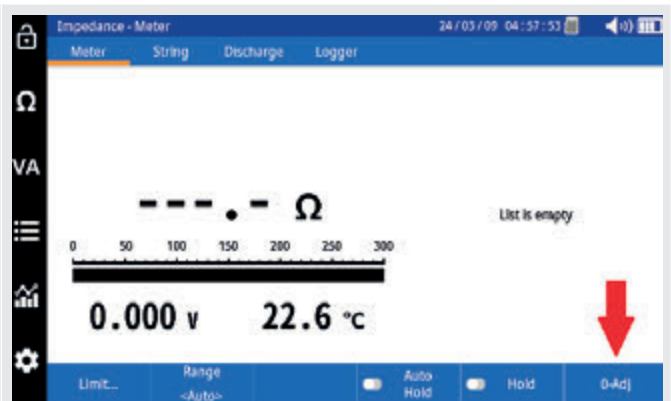 Impedance - Meter 24/03/09 04:57:53
Meter String Discharge Logger
Ω
VA
---.- Ω
List is empty
0 50 100 150 200 250 300
0.000 V 22.6 °C
Limit... Range <Auto> Auto Hold Hold 0-Adj